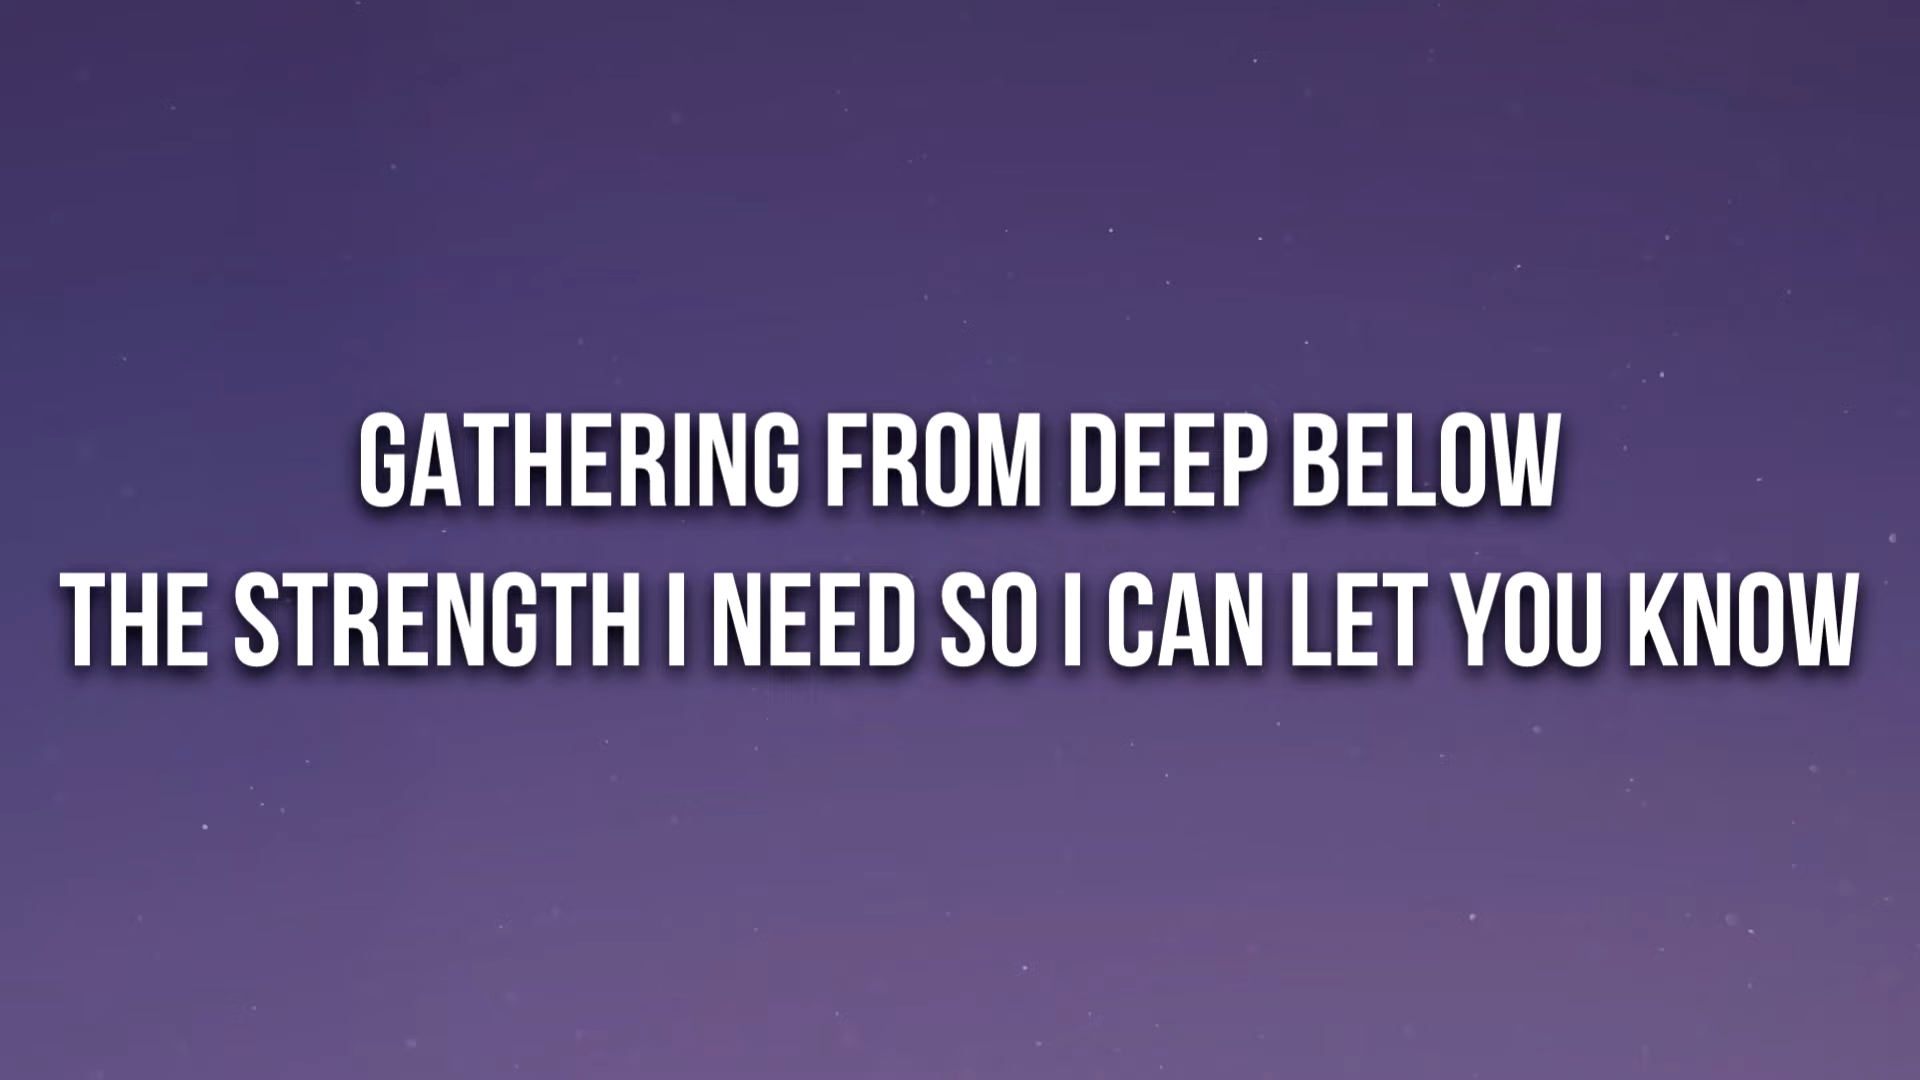 GATHERING FROM DEEP BELOW
THE STRENGTH I NEED SO I CAN LET YOU KNOW